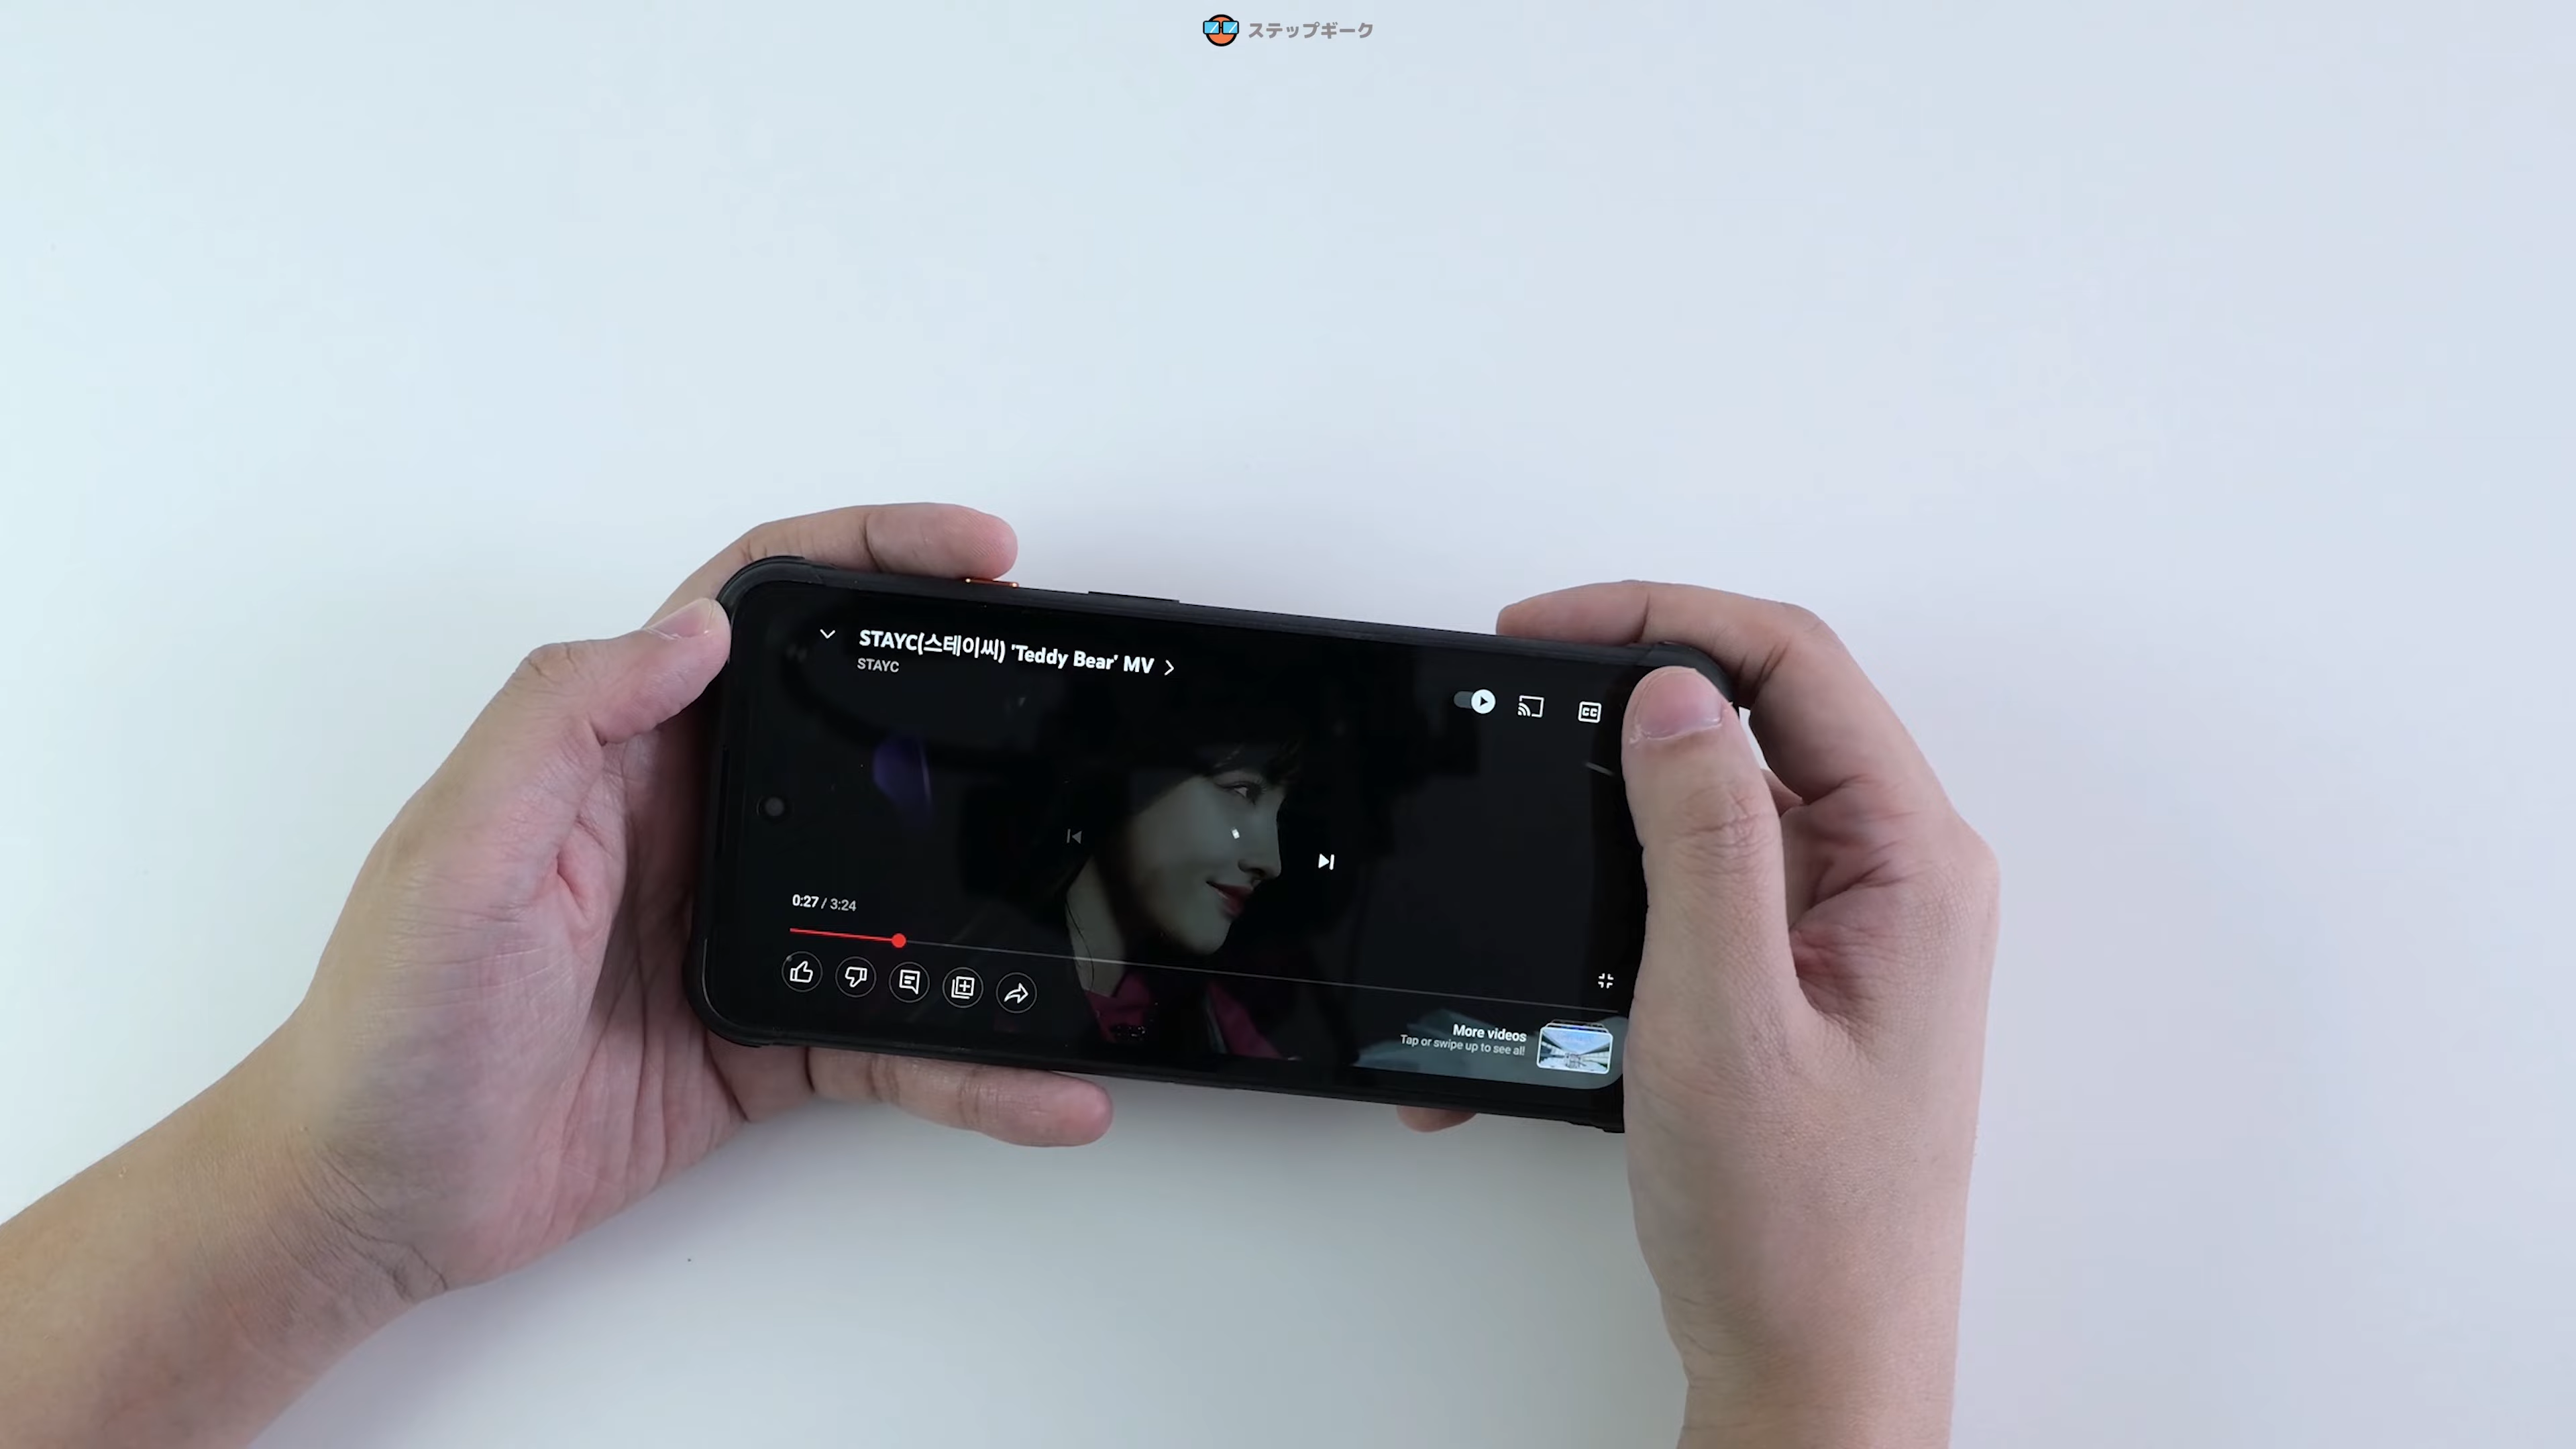 ステップギーク
STAYC(스테이씨) 'Teddy Bear' MV
STAYC
CC
0:27 / 3:24
More videos
Tap or swipe up to see all